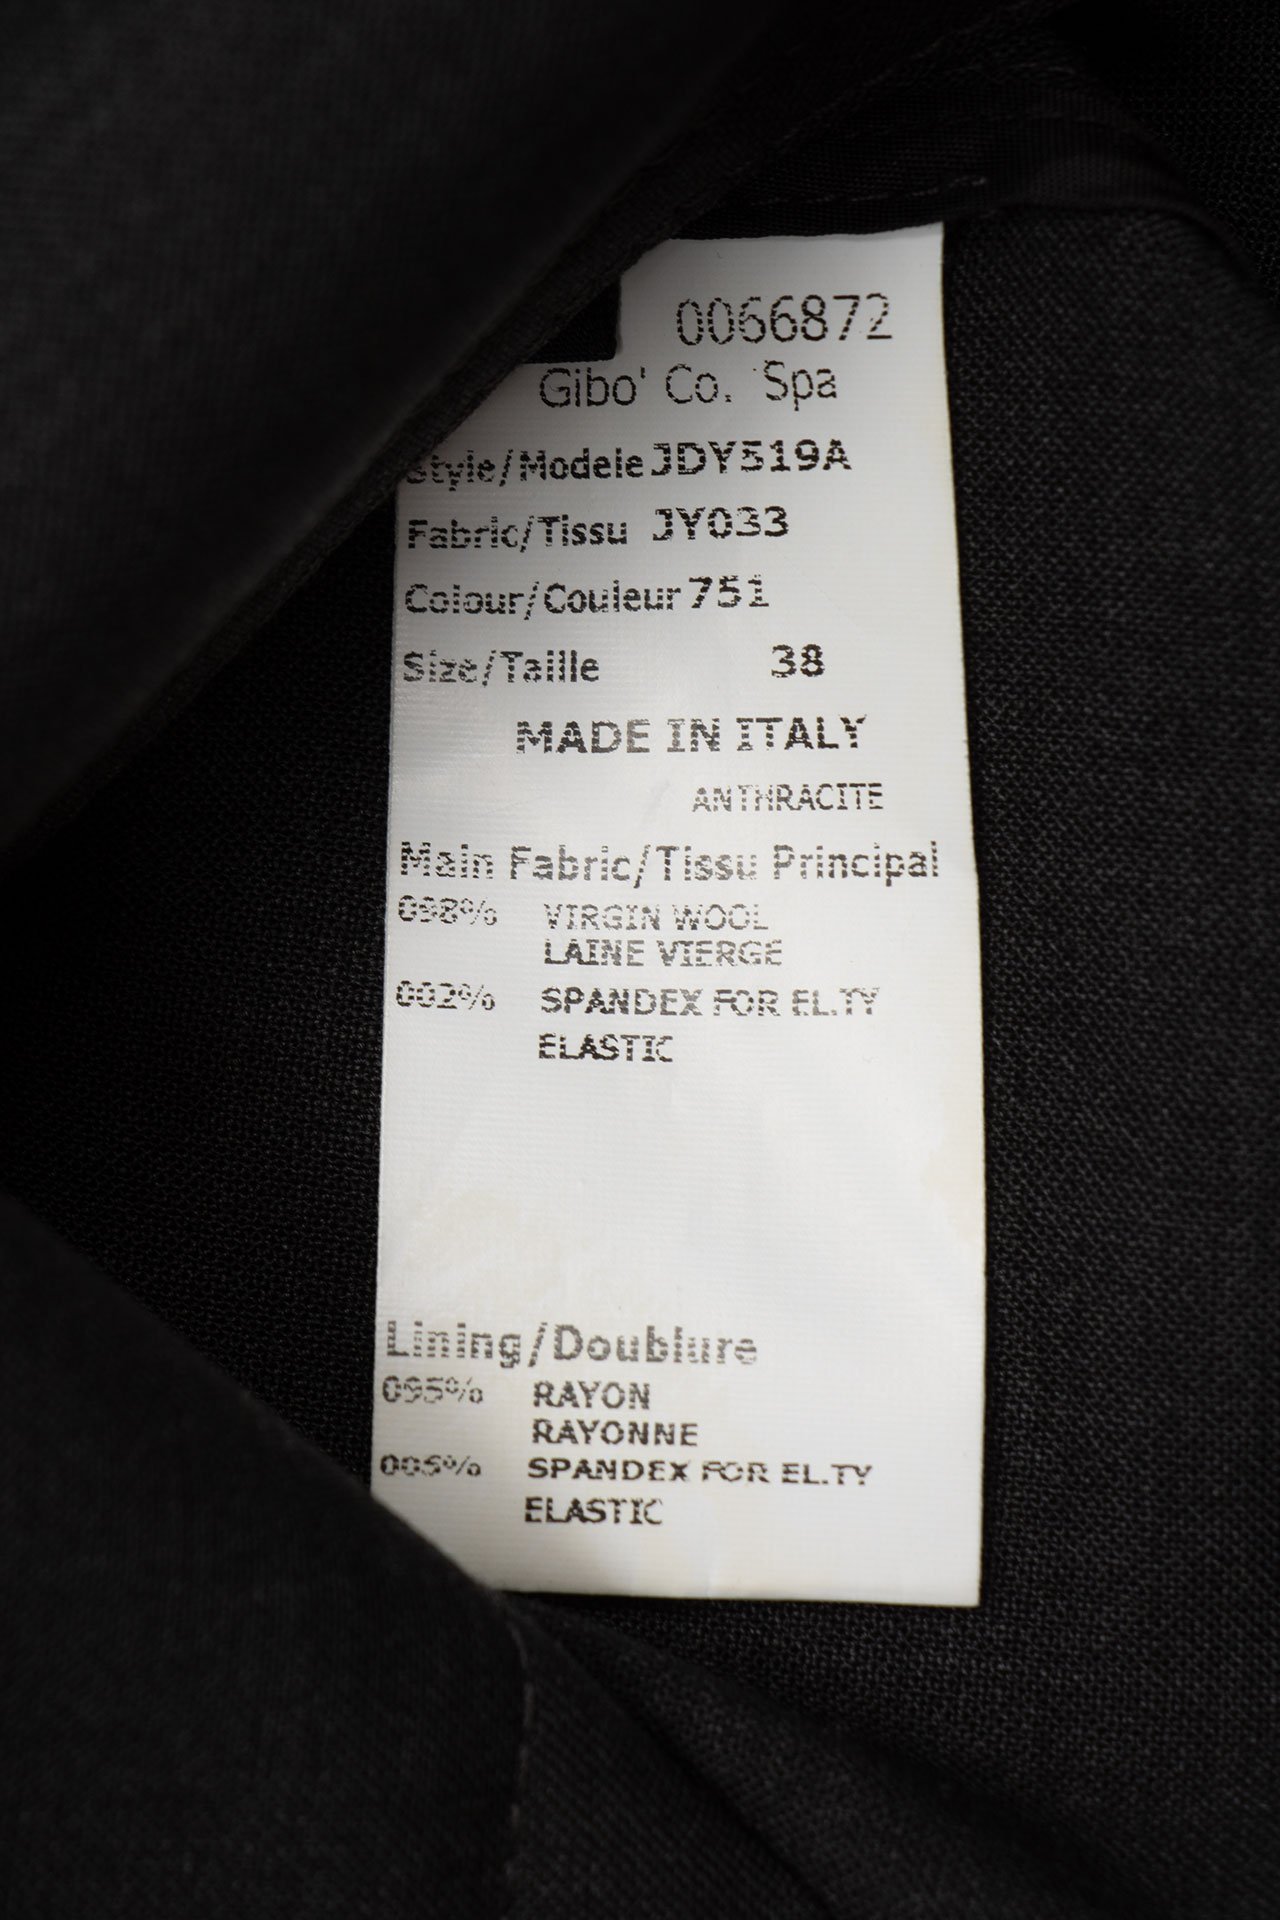 0066872
Gibo' Co. Spa
Style/Modele JDY519A
Fabric/Tissu JY033
Colour/Couleur 751
Size/Taille 38
MADE IN ITALY
ANTHRACITE
Main Fabric/Tissu Principal
098% VIRGIN WOOL
LAINE VIERGE
002% SPANDEX FOR EL.TY
ELASTIC
Lining/Doublure
095% RAYON
RAYONNE
005% SPANDEX FOR EL.TY
ELASTIC